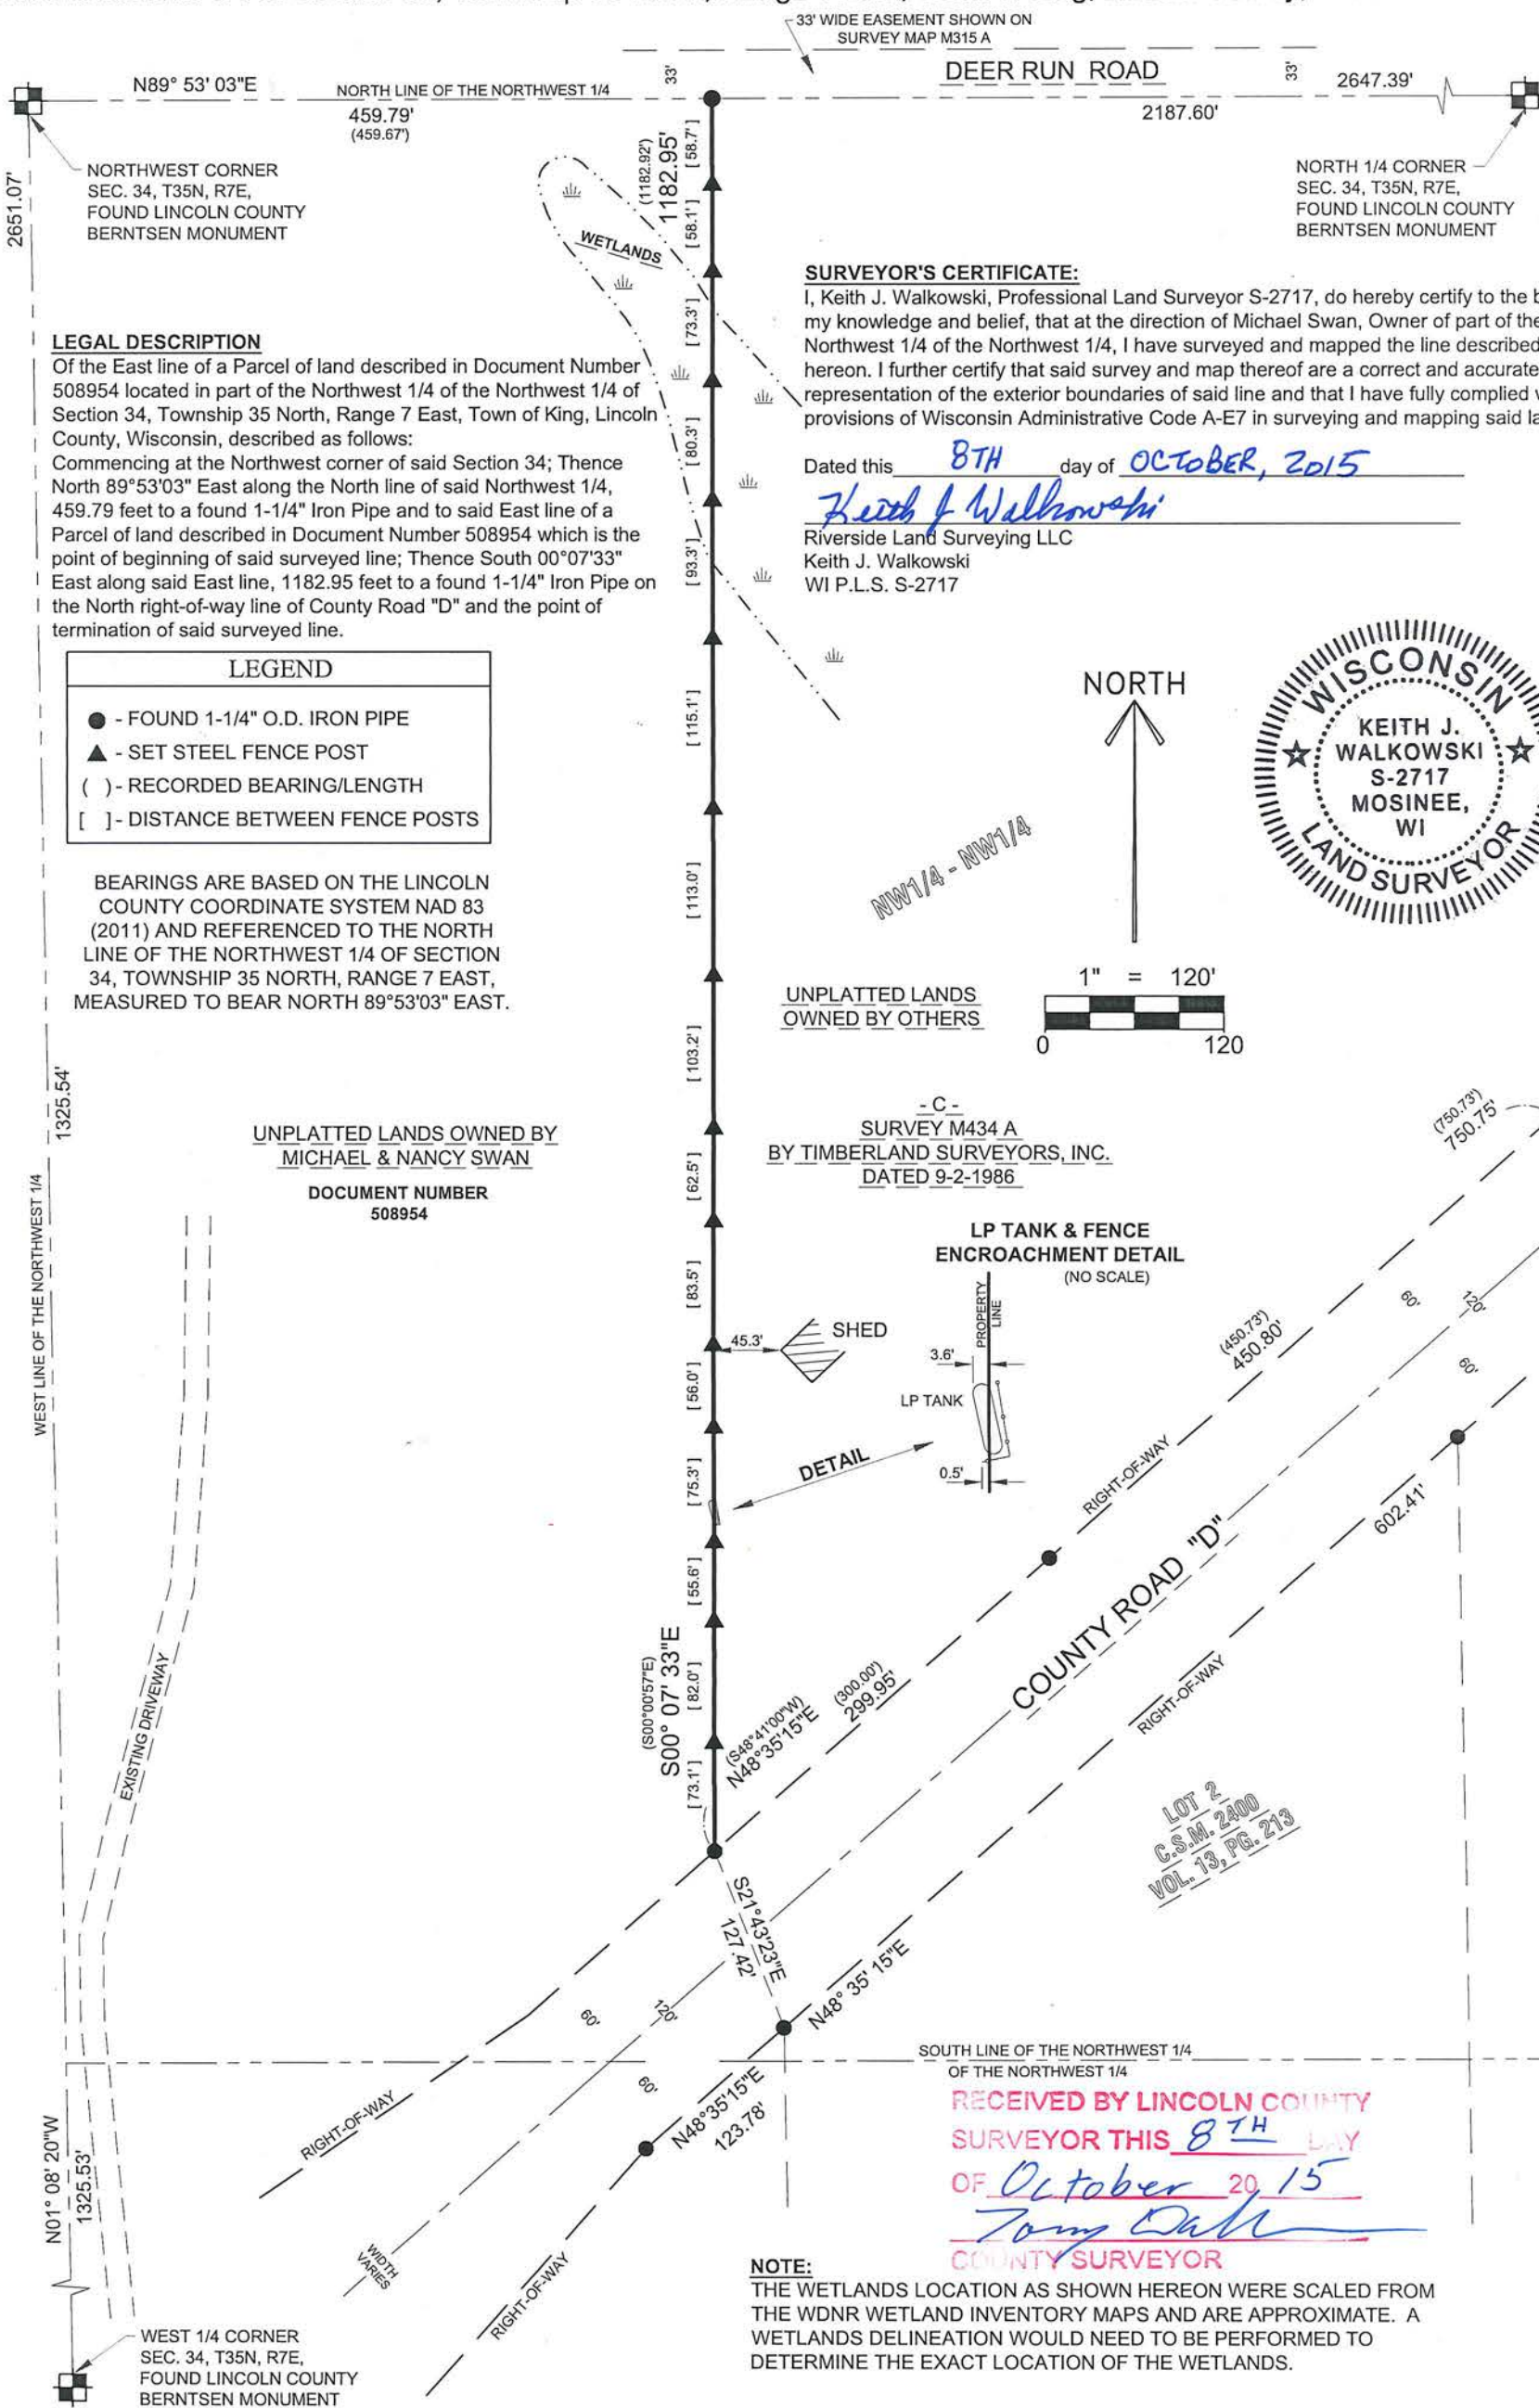 33' WIDE EASEMENT SHOWN ON
SURVEY MAP M315 A
N89° 53' 03"E
NORTH LINE OF THE NORTHWEST 1/4
459.79'
(459.67')
33'
DEER RUN ROAD
33'
2647.39'
2187.60'
2651.07'
NORTHWEST CORNER
SEC. 34, T35N, R7E,
FOUND LINCOLN COUNTY
BERNTSEN MONUMENT
(1182.92')
1182.95'
[ 58.7' ]
[ 58.1' ]
WETLANDS
NORTH 1/4 CORNER
SEC. 34, T35N, R7E,
FOUND LINCOLN COUNTY
BERNTSEN MONUMENT
SURVEYOR'S CERTIFICATE:
I, Keith J. Walkowski, Professional Land Surveyor S-2717, do hereby certify to the
my knowledge and belief, that at the direction of Michael Swan, Owner of part of the
Northwest 1/4 of the Northwest 1/4, I have surveyed and mapped the line described
hereon. I further certify that said survey and map thereof are a correct and accurate
representation of the exterior boundaries of said line and that I have fully complied
provisions of Wisconsin Administrative Code A-E7 in surveying and mapping said
Dated this 8TH day of OCTOBER, 2015
Keith J Walkowski
Riverside Land Surveying LLC
Keith J. Walkowski
WI P.L.S. S-2717
LEGAL DESCRIPTION
Of the East line of a Parcel of land described in Document Number
508954 located in part of the Northwest 1/4 of the Northwest 1/4 of
Section 34, Township 35 North, Range 7 East, Town of King, Lincoln
County, Wisconsin, described as follows:
Commencing at the Northwest corner of said Section 34; Thence
North 89°53'03" East along the North line of said Northwest 1/4,
459.79 feet to a found 1-1/4" Iron Pipe and to said East line of a
Parcel of land described in Document Number 508954 which is the
point of beginning of said surveyed line; Thence South 00°07'33"
East along said East line, 1182.95 feet to a found 1-1/4" Iron Pipe on
the North right-of-way line of County Road "D" and the point of
termination of said surveyed line.
[ 73.3' ]
[ 80.3' ]
[ 93.3' ]
[ 115.1' ]
[ 113.0' ]
[ 103.2' ]
[ 62.5' ]
[ 83.5' ]
[ 56.0' ]
[ 75.3' ]
[ 55.6' ]
[ 82.0' ]
[ 73.1' ]
LEGEND
- FOUND 1-1/4" O.D. IRON PIPE
- SET STEEL FENCE POST
( ) - RECORDED BEARING/LENGTH
[ ] - DISTANCE BETWEEN FENCE POSTS
BEARINGS ARE BASED ON THE LINCOLN
COUNTY COORDINATE SYSTEM NAD 83
(2011) AND REFERENCED TO THE NORTH
LINE OF THE NORTHWEST 1/4 OF SECTION
34, TOWNSHIP 35 NORTH, RANGE 7 EAST,
MEASURED TO BEAR NORTH 89°53'03" EAST.
NORTH
WISCONSIN
KEITH J.
WALKOWSKI
S-2717
MOSINEE,
WI
LAND SURVEYOR
NW1/4 - NW1/4
1" = 120'
0 120
UNPLATTED LANDS
OWNED BY OTHERS
1325.54'
WEST LINE OF THE NORTHWEST 1/4
UNPLATTED LANDS OWNED BY
MICHAEL & NANCY SWAN
DOCUMENT NUMBER
508954
- C -
SURVEY M434 A
BY TIMBERLAND SURVEYORS, INC.
DATED 9-2-1986
(750.73')
750.75'
LP TANK & FENCE
ENCROACHMENT DETAIL
(NO SCALE)
PROPERTY
LINE
3.6'
LP TANK
0.5'
45.3'
SHED
DETAIL
(450.73')
450.80'
60'
120'
60'
RIGHT-OF-WAY
602.41'
COUNTY ROAD "D"
RIGHT-OF-WAY
(S00°00'57"E)
S00° 07' 33"E
(S48°41'00"W)
N48°35'15"E
(300.00')
299.95'
EXISTING DRIVEWAY
LOT 2
C.S.M. 2400
VOL. 13, PG. 213
S21°43'23"E
127.42'
N48° 35' 15"E
60'
120'
60'
SOUTH LINE OF THE NORTHWEST 1/4
OF THE NORTHWEST 1/4
N48°35'15"E
123.78'
RIGHT-OF-WAY
N01° 08' 20"W
1325.53'
WIDTH
VARIES
RIGHT-OF-WAY
RECEIVED BY LINCOLN COUNTY
SURVEYOR THIS 8TH DAY
OF October 20 15
COUNTY SURVEYOR
NOTE:
THE WETLANDS LOCATION AS SHOWN HEREON WERE SCALED FROM
THE WDNR WETLAND INVENTORY MAPS AND ARE APPROXIMATE. A
WETLANDS DELINEATION WOULD NEED TO BE PERFORMED TO
DETERMINE THE EXACT LOCATION OF THE WETLANDS.
WEST 1/4 CORNER
SEC. 34, T35N, R7E,
FOUND LINCOLN COUNTY
BERNTSEN MONUMENT